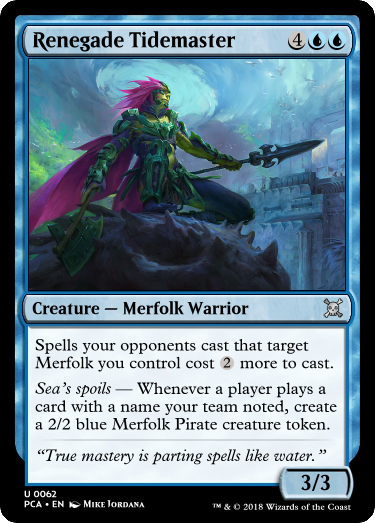 Renegade Tidemaster 4
Creature — Merfolk Warrior
Spells your opponents cast that target
Merfolk you control cost 2 more to cast.
Sea's spoils — Whenever a player plays a
card with a name your team noted, create
a 2/2 blue Merfolk Pirate creature token.
“True mastery is parting spells like water.”
3/3
U 0062
PCA • EN Mike Jordana
™ & © 2018 Wizards of the Coast